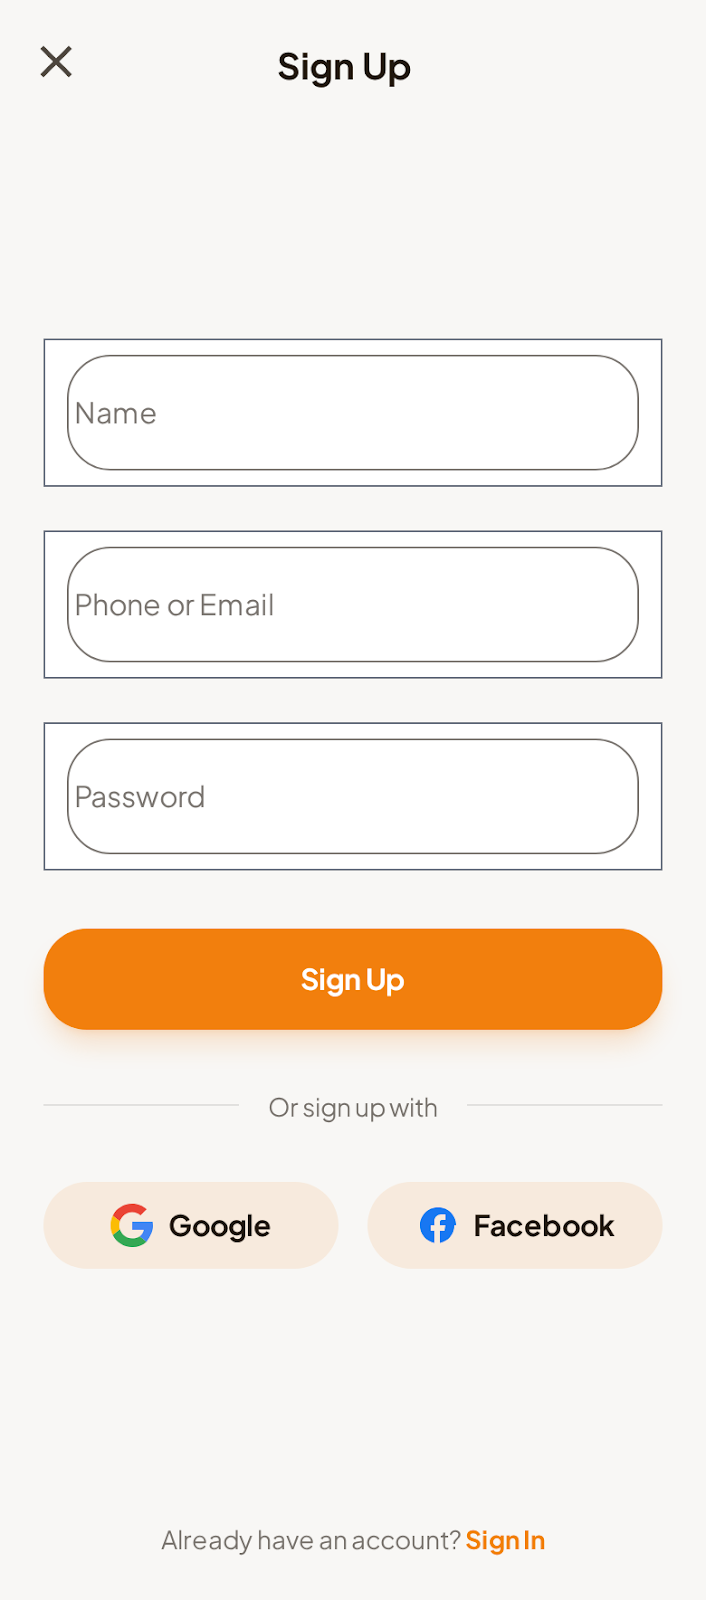 Sign Up
Name
Phone or Email
Password
Sign Up
Or sign up with
Google
Facebook
Already have an account? Sign In